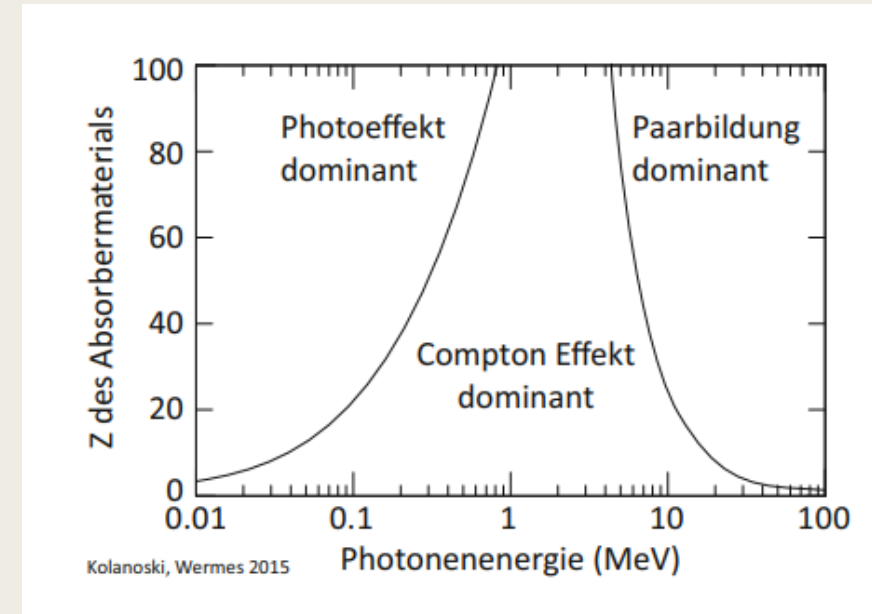 100
80
60
40
20
0
Z des Absorbermaterials
Photoeffekt
dominant
Paarbildung
dominant
Compton Effekt
dominant
0.01 0.1 1 10 100
Photonenenergie (MeV)
Kolanoski, Wermes 2015